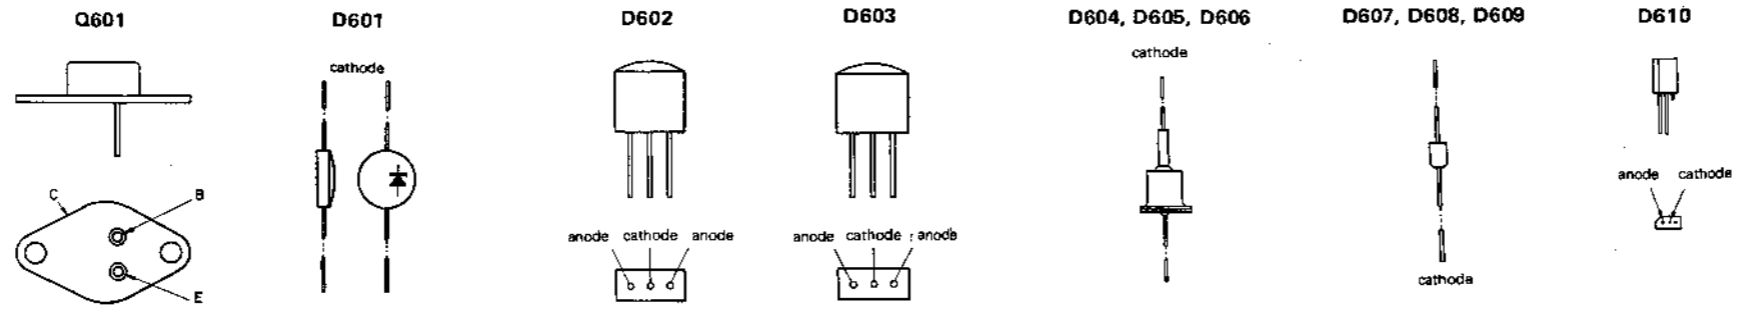 Q601
D601
D602
D603
D604, D605, D606
D607, D608, D609
D610
cathode
cathode
C
B
E
anode cathode anode
anode cathode anode
cathode
anode cathode